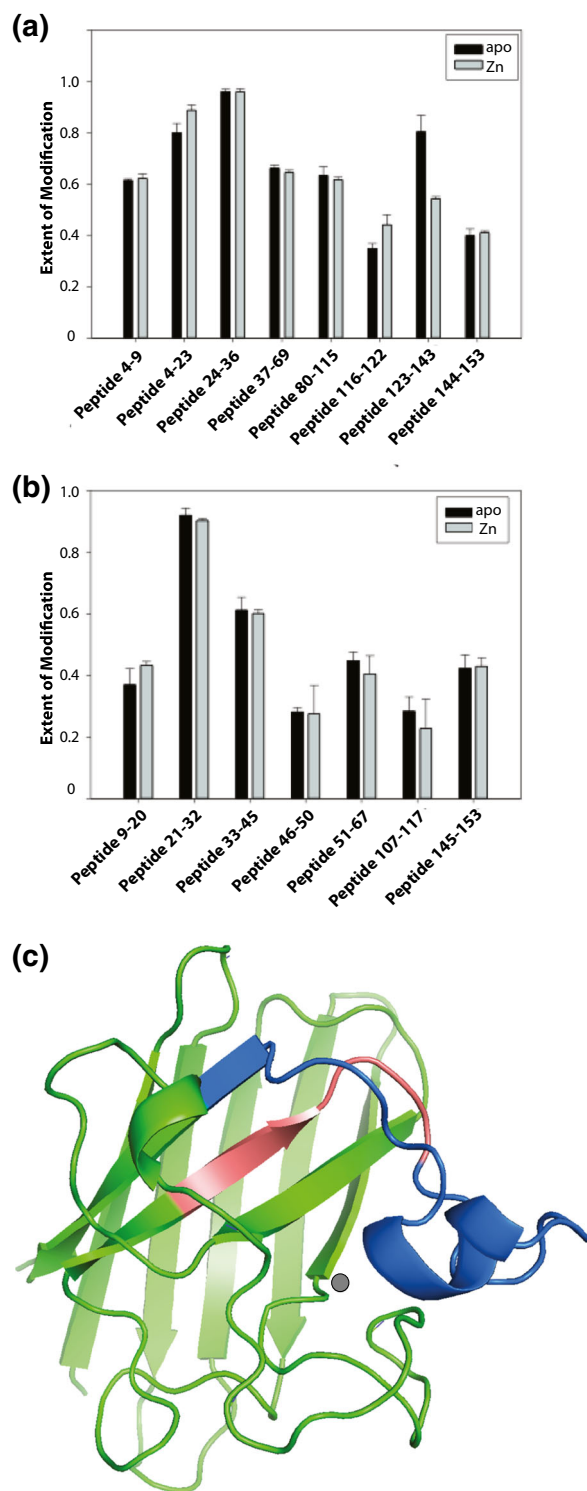 (a)
apo
Zn
Extent of Modification
1.0
0.8
0.6
0.4
0.2
0
Peptide 4-9
Peptide 4-23
Peptide 24-36
Peptide 37-69
Peptide 80-115
Peptide 116-122
Peptide 123-143
Peptide 144-153
(b)
apo
Zn
Extent of Modification
1.0
0.8
0.6
0.4
0.2
0
Peptide 9-20
Peptide 21-32
Peptide 33-45
Peptide 46-50
Peptide 51-67
Peptide 107-117
Peptide 145-153
(c)